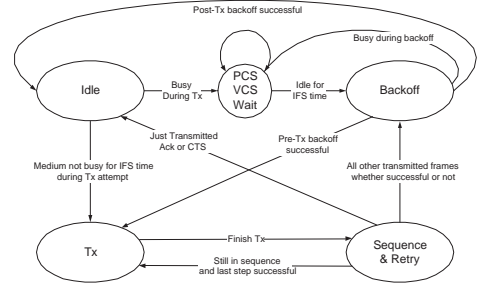 Post-Tx backoff successful
Busy during backoff
Idle
Busy
During Tx
PCS
VCS
Wait
Idle for
IFS time
Backoff
Just Transmitted
Ack or CTS
Pre-Tx backoff
successful
Medium not busy for IFS time
during Tx attempt
All other transmitted frames
whether successful or not
Tx
Finish Tx
Sequence
& Retry
Still in sequence
and last step successful